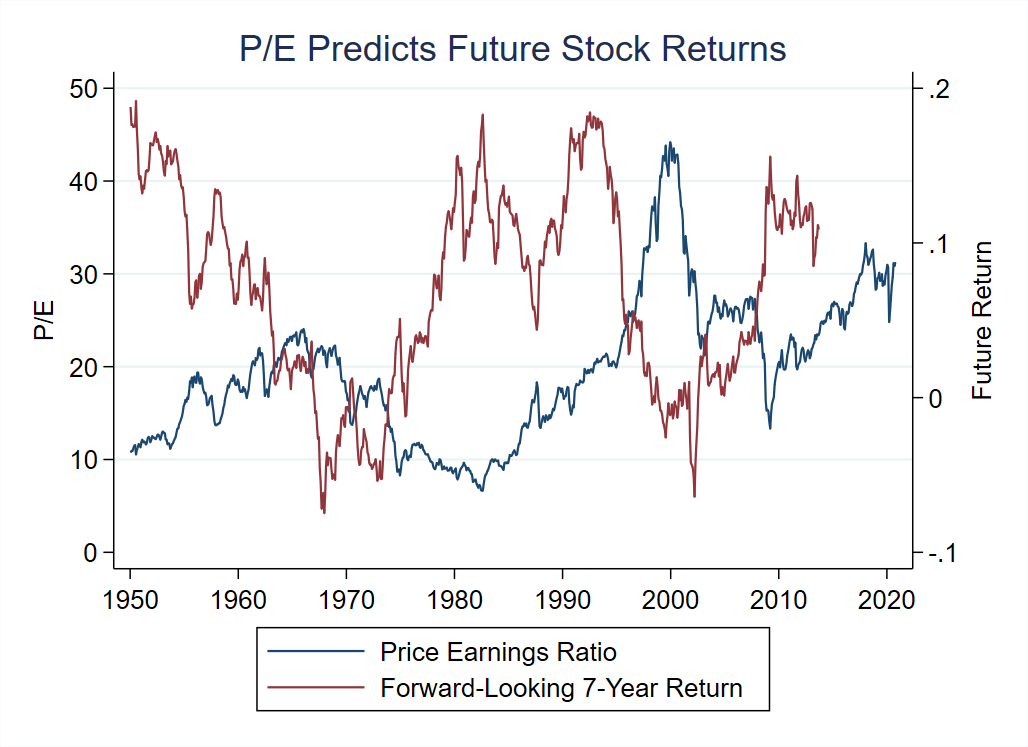 P/E Predicts Future Stock Returns
50
40
30
20
10
0
P/E
.2
.1
0
-.1
Future Return
1950 1960 1970 1980 1990 2000 2010 2020
Price Earnings Ratio
Forward-Looking 7-Year Return